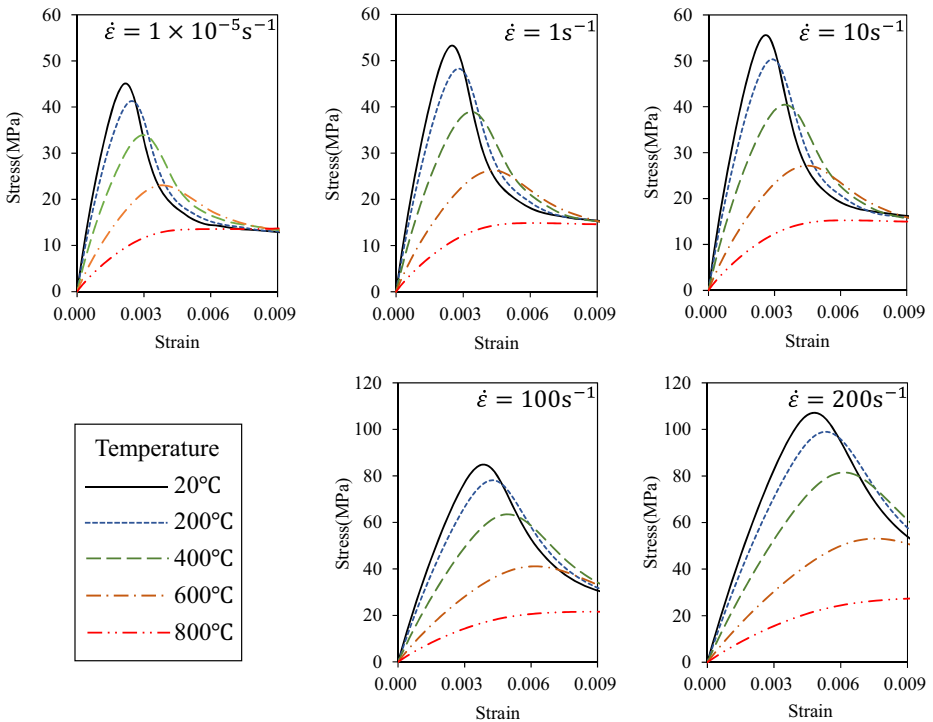 ε̇ = 1 × 10⁻⁵s⁻¹
60
50
40
30
20
10
0
Stress(MPa)
0.000 0.003 0.006 0.009
Strain
ε̇ = 1s⁻¹
60
50
40
30
20
10
0
Stress(MPa)
0.000 0.003 0.006 0.009
Strain
ε̇ = 10s⁻¹
60
50
40
30
20
10
0
Stress(MPa)
0.000 0.003 0.006 0.009
Strain
Temperature
20℃
200℃
400℃
600℃
800℃
ε̇ = 100s⁻¹
120
100
80
60
40
20
0
Stress(MPa)
0.000 0.003 0.006 0.009
Strain
ε̇ = 200s⁻¹
120
100
80
60
40
20
0
Stress(MPa)
0.000 0.003 0.006 0.009
Strain